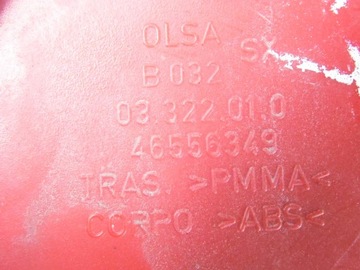 OLSA SX
B 032
03.322.01.0
46556349
TRAS. >PMMA<
CORPO >ABS<